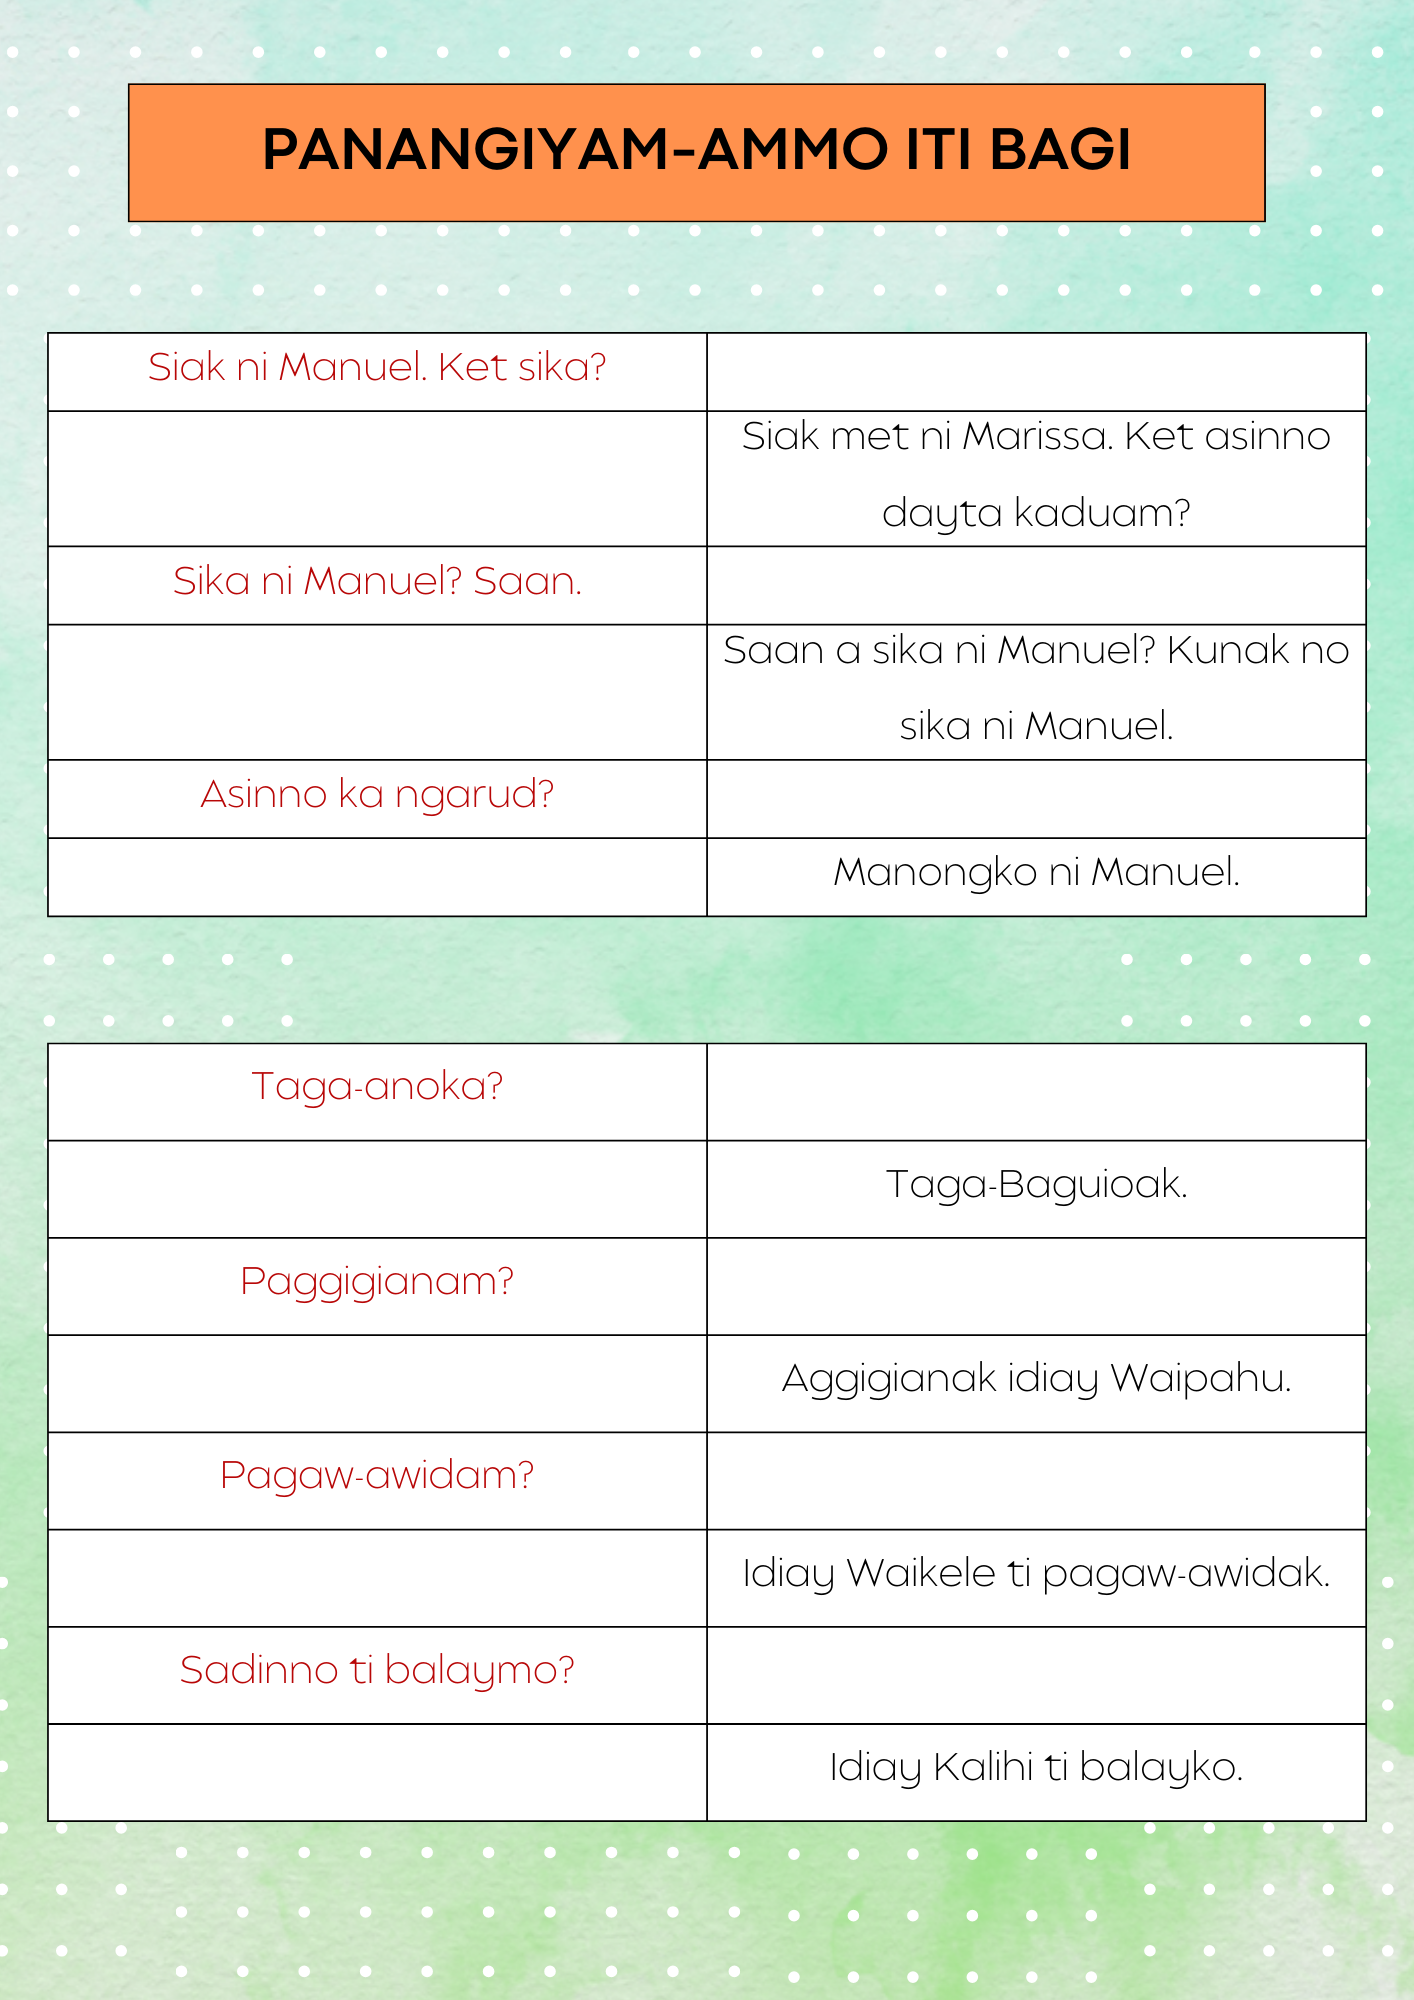 PANANGIYAM-AMMO ITI BAGI
Siak ni Manuel. Ket sika?
Siak met ni Marissa. Ket asinno
dayta kaduam?
Sika ni Manuel? Saan.
Saan a sika ni Manuel? Kunak no
sika ni Manuel.
Asinno ka ngarud?
Manongko ni Manuel.
Taga-anoka?
Taga-Baguioak.
Paggigianam?
Aggigianak idiay Waipahu.
Pagaw-awidam?
Idiay Waikele ti pagaw-awidak.
Sadinno ti balaymo?
Idiay Kalihi ti balayko.